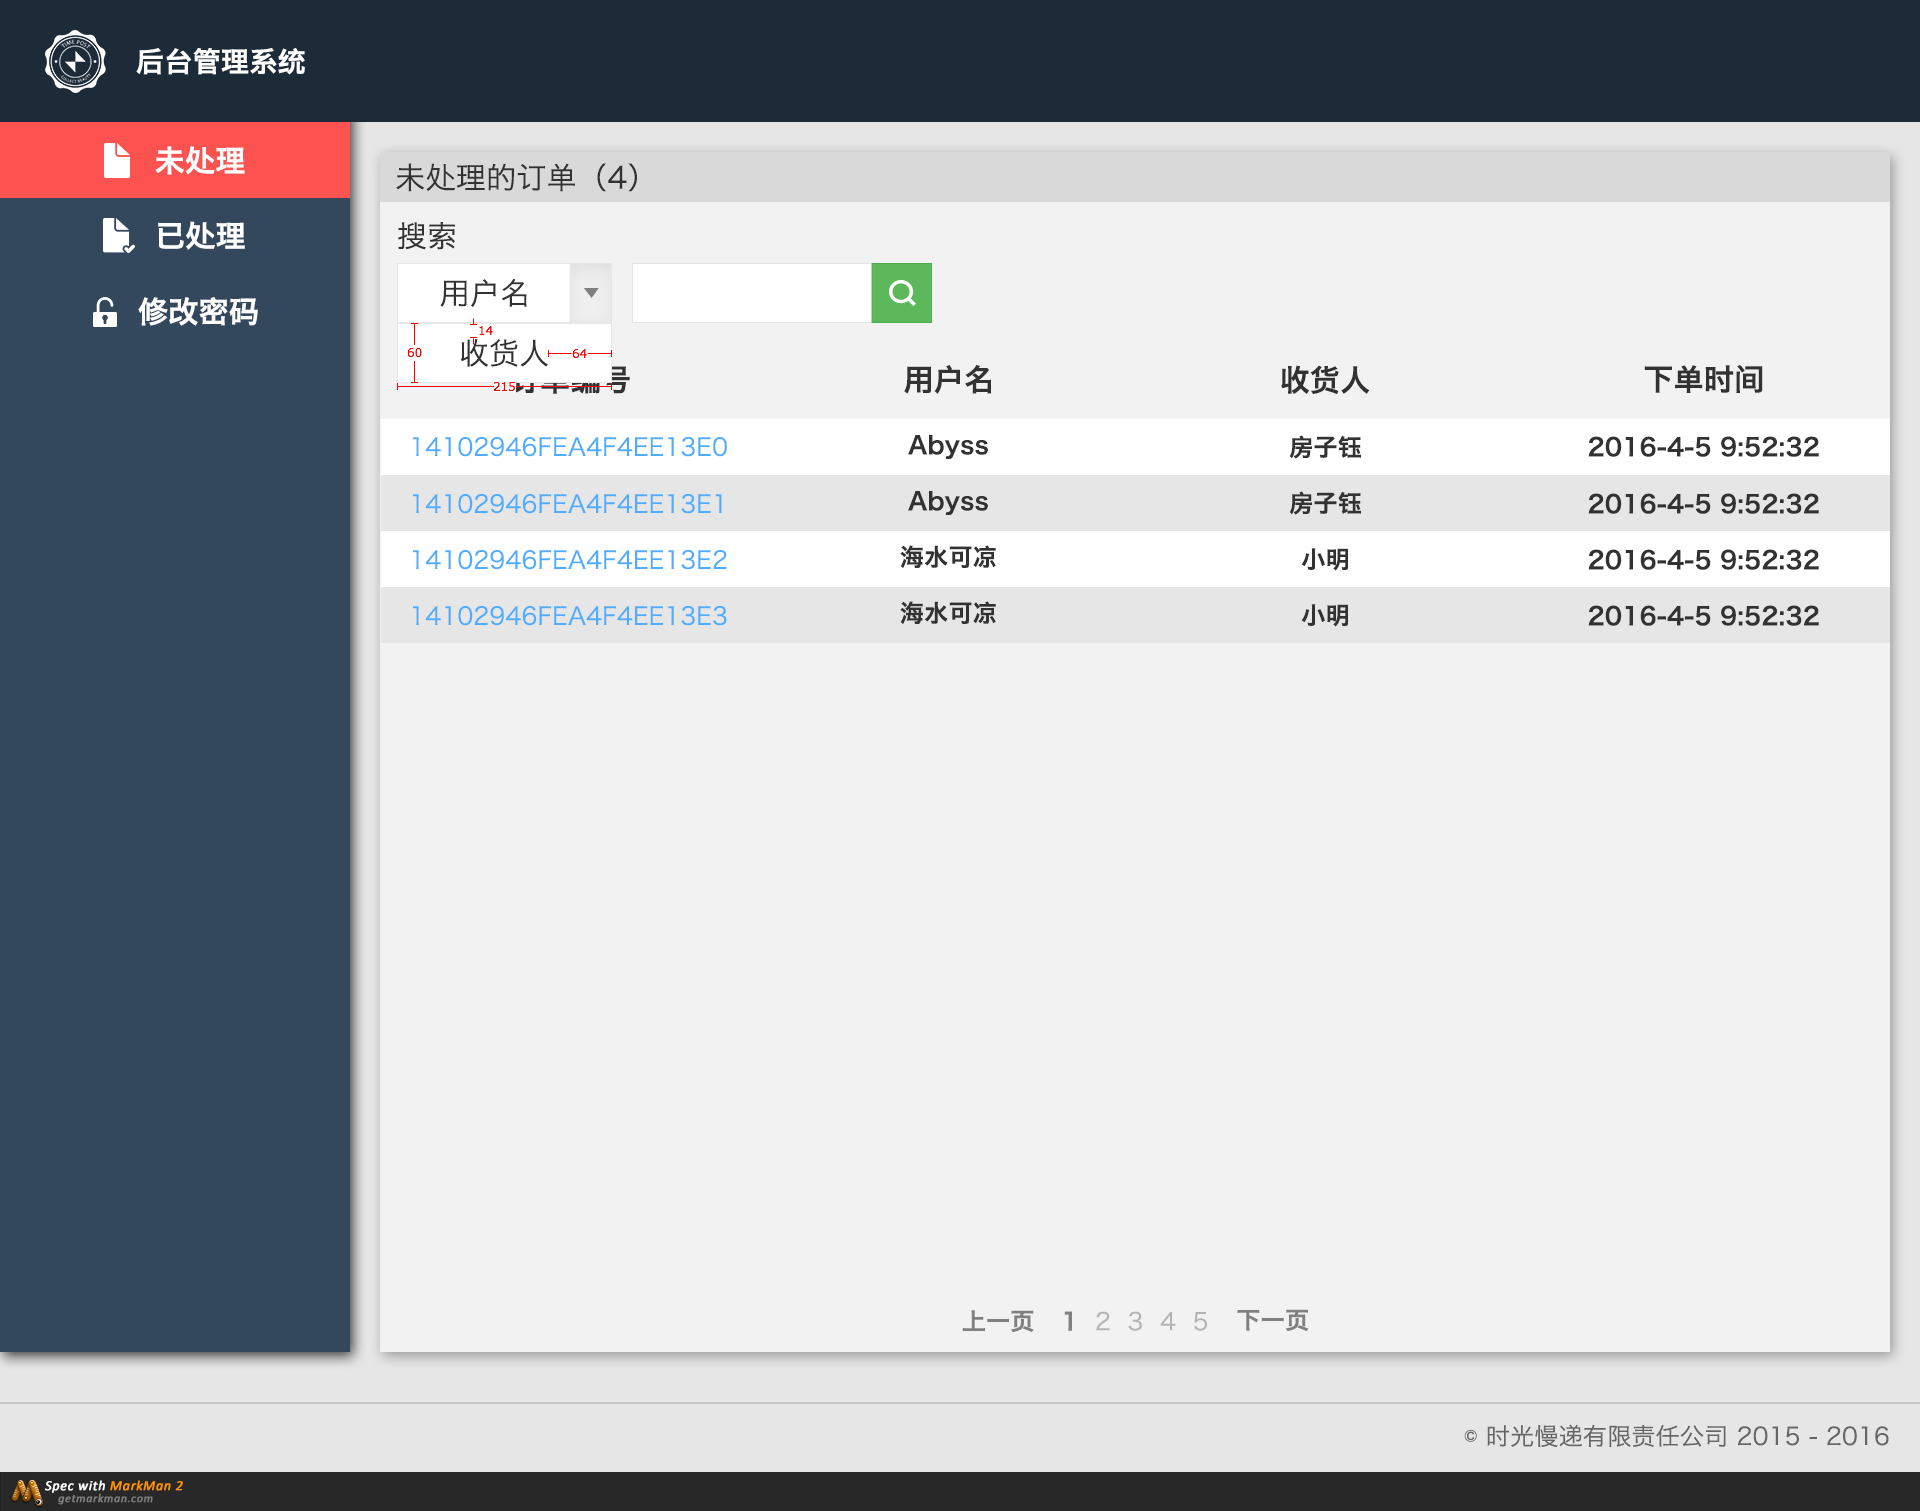 TIME POST
后台管理系统
未处理
已处理
修改密码
未处理的订单（4）
搜索
用户名
14
60
收货人
64
215
订单编号 用户名 收货人 下单时间
14102946FEA4F4EE13E0 Abyss 房子钰 2016-4-5 9:52:32
14102946FEA4F4EE13E1 Abyss 房子钰 2016-4-5 9:52:32
14102946FEA4F4EE13E2 海水可凉 小明 2016-4-5 9:52:32
14102946FEA4F4EE13E3 海水可凉 小明 2016-4-5 9:52:32
上一页 1 2 3 4 5 下一页
© 时光慢递有限责任公司 2015 - 2016
Spec with MarkMan 2
getmarkman.com